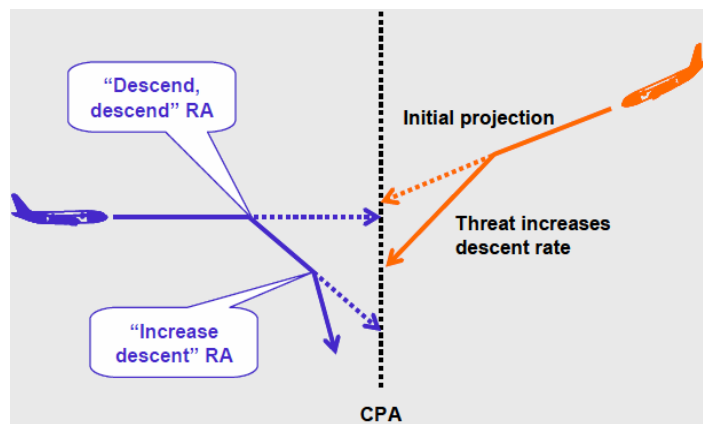 “Descend,
descend” RA
Initial projection
Threat increases
descent rate
“Increase
descent” RA
CPA